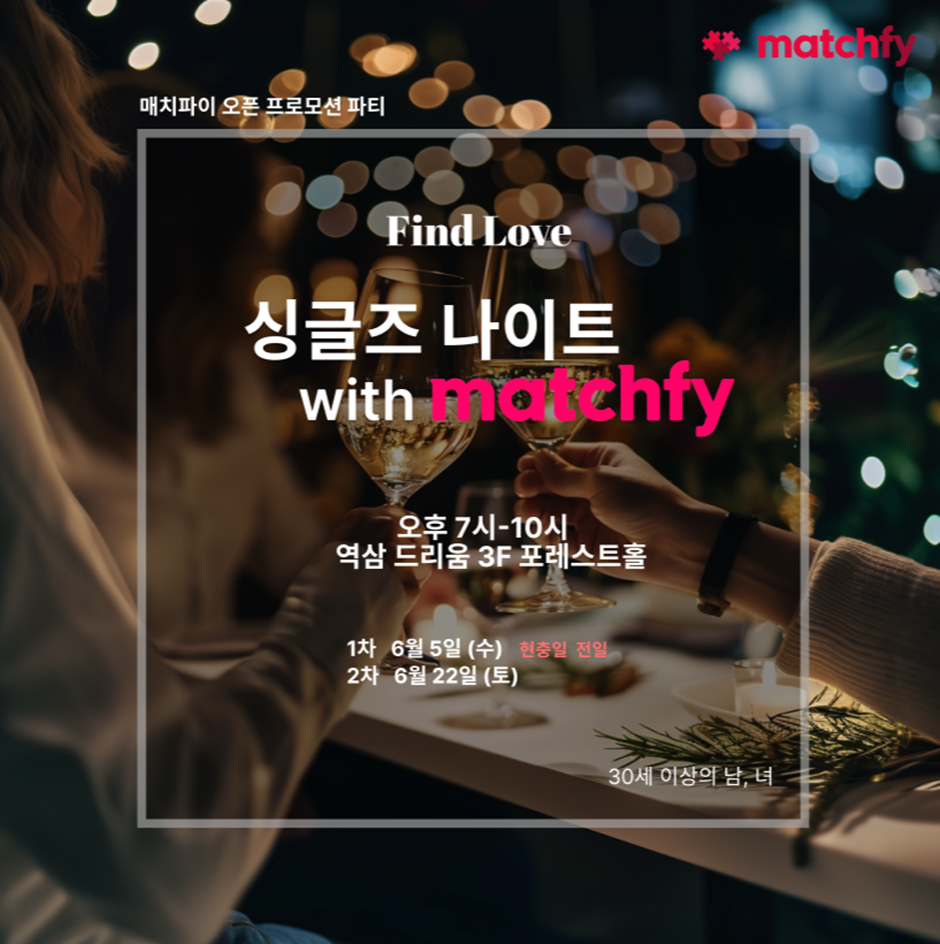 matchfy
매치파이 오픈 프로모션 파티
Find Love
싱글즈 나이트
with matchfy
오후 7시-10시
역삼 드리움 3F 포레스트홀
1차 6월 5일 (수) 현충일 전일
2차 6월 22일 (토)
30세 이상의 남, 녀